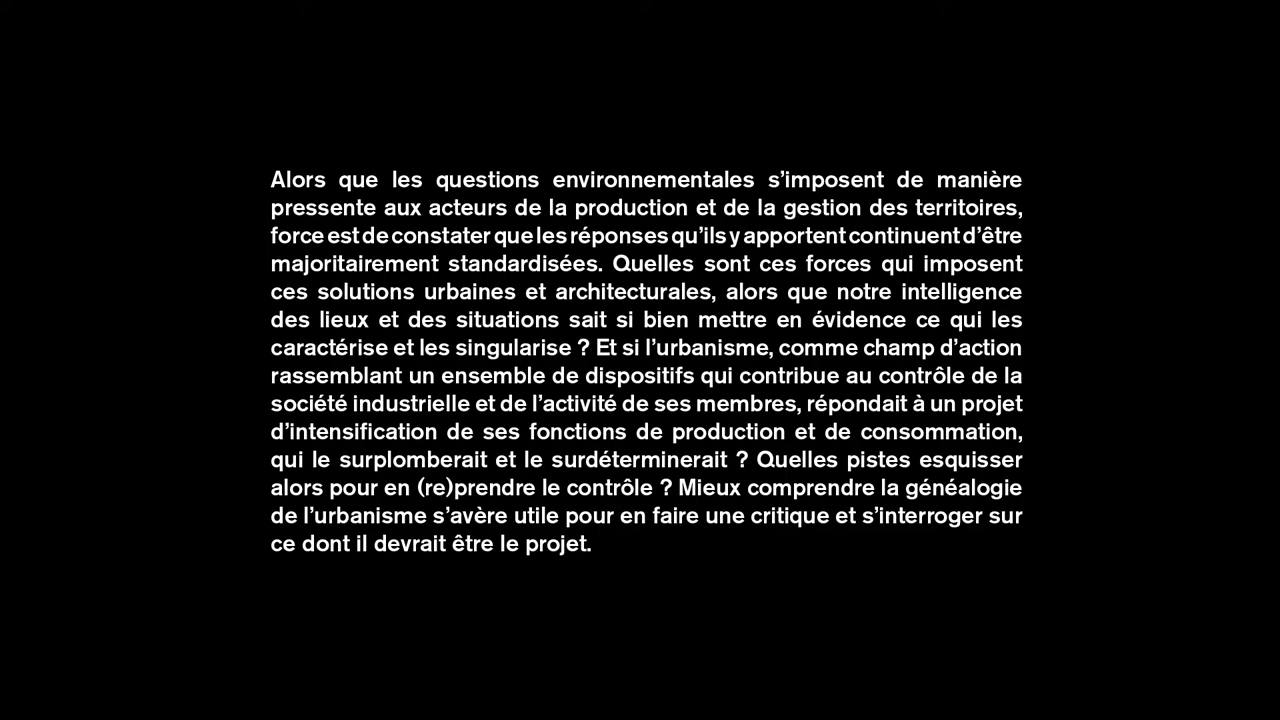 Alors que les questions environnementales s’imposent de manière
pressente aux acteurs de la production et de la gestion des territoires,
force est de constater que les réponses qu’ils y apportent continuent d’être
majoritairement standardisées. Quelles sont ces forces qui imposent
ces solutions urbaines et architecturales, alors que notre intelligence
des lieux et des situations sait si bien mettre en évidence ce qui les
caractérise et les singularise ? Et si l’urbanisme, comme champ d’action
rassemblant un ensemble de dispositifs qui contribue au contrôle de la
société industrielle et de l’activité de ses membres, répondait à un projet
d’intensification de ses fonctions de production et de consommation,
qui le surplomberait et le surdéterminerait ? Quelles pistes esquisser
alors pour en (re)prendre le contrôle ? Mieux comprendre la généalogie
de l’urbanisme s’avère utile pour en faire une critique et s’interroger sur
ce dont il devrait être le projet.